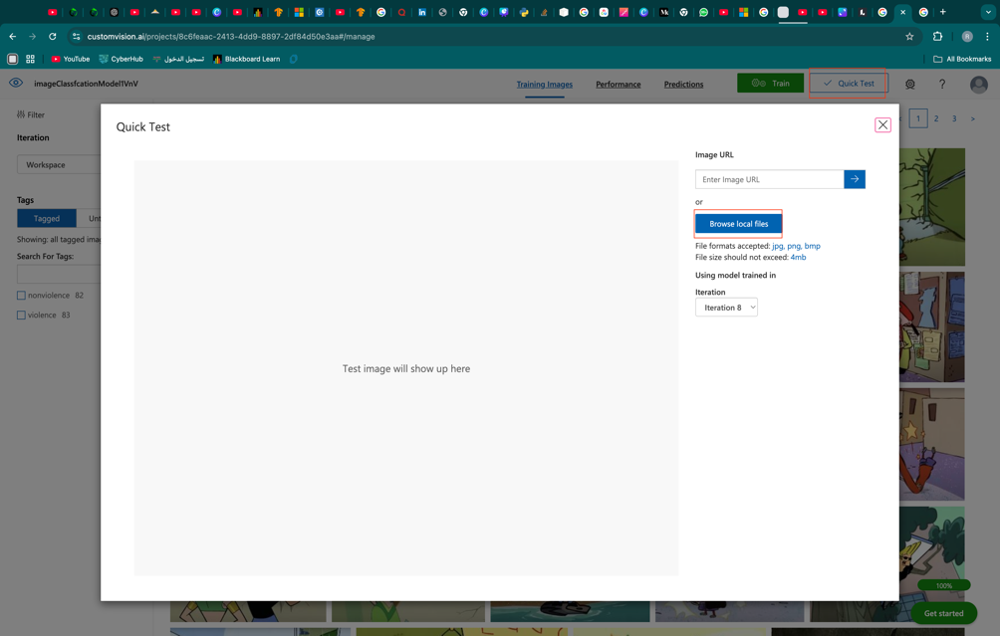 customvision.ai/projects/8c6feaac-2413-4dd9-8897-2df84d50e3aa#/manage
YouTube
CyberHub
تسجيل الدخول
Blackboard Learn
All Bookmarks
imageClassfcationModel1VnV
Training Images
Performance
Predictions
Train
Quick Test
?
Filter
Iteration
Workspace
Tags
Tagged
Unt
Showing: all tagged imag
Search For Tags:
nonviolence 82
violence 83
1 2 3 >
Quick Test
Test image will show up here
Image URL
Enter Image URL
or
Browse local files
File formats accepted: jpg, png, bmp
File size should not exceed: 4mb
Using model trained in
Iteration
Iteration 8
100%
Get started